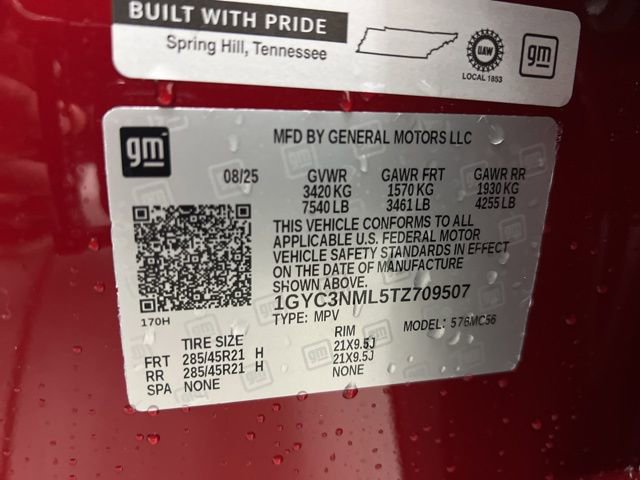 BUILT WITH PRIDE
Spring Hill, Tennessee
UAW
LOCAL 1853
gm
gm
MFD BY GENERAL MOTORS LLC
08/25 GVWR GAWR FRT GAWR RR
3420 KG 1570 KG 1930 KG
7540 LB 3461 LB 4255 LB
THIS VEHICLE CONFORMS TO ALL
APPLICABLE U.S. FEDERAL MOTOR
VEHICLE SAFETY STANDARDS IN EFFECT
ON THE DATE OF MANUFACTURE
SHOWN ABOVE.
1GYC3NML5TZ709507
TYPE: MPV MODEL: 576MC56
170H
TIRE SIZE RIM
FRT 285/45R21 H 21X9.5J
RR 285/45R21 H 21X9.5J
SPA NONE NONE